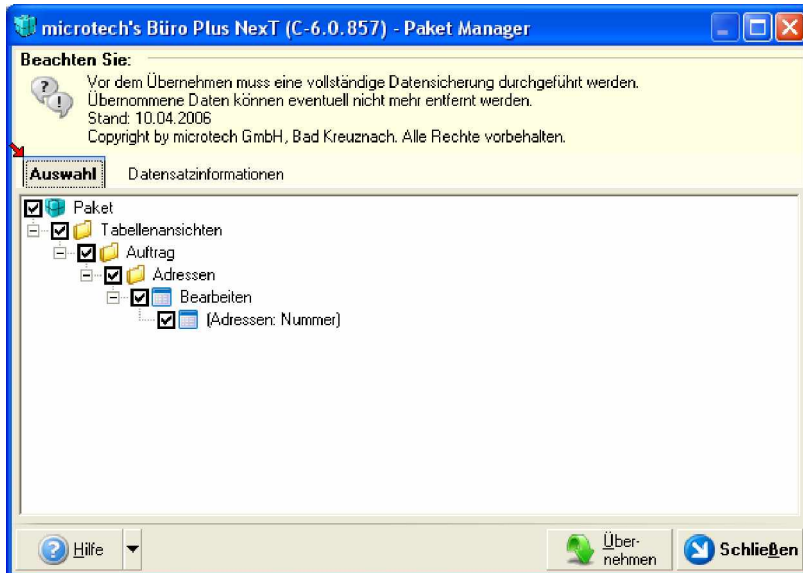 microtech's Büro Plus NexT (C-6.0.857) - Paket Manager
Beachten Sie:
Vor dem Übernehmen muss eine vollständige Datensicherung durchgeführt werden.
Übernommene Daten können eventuell nicht mehr entfernt werden.
Stand: 10.04.2006
Copyright by microtech GmbH, Bad Kreuznach. Alle Rechte vorbehalten.
Auswahl Datensatzinformationen
Paket
Tabellenansichten
Auftrag
Adressen
Bearbeiten
(Adressen: Nummer)
Hilfe
Über-
nehmen
Schließen